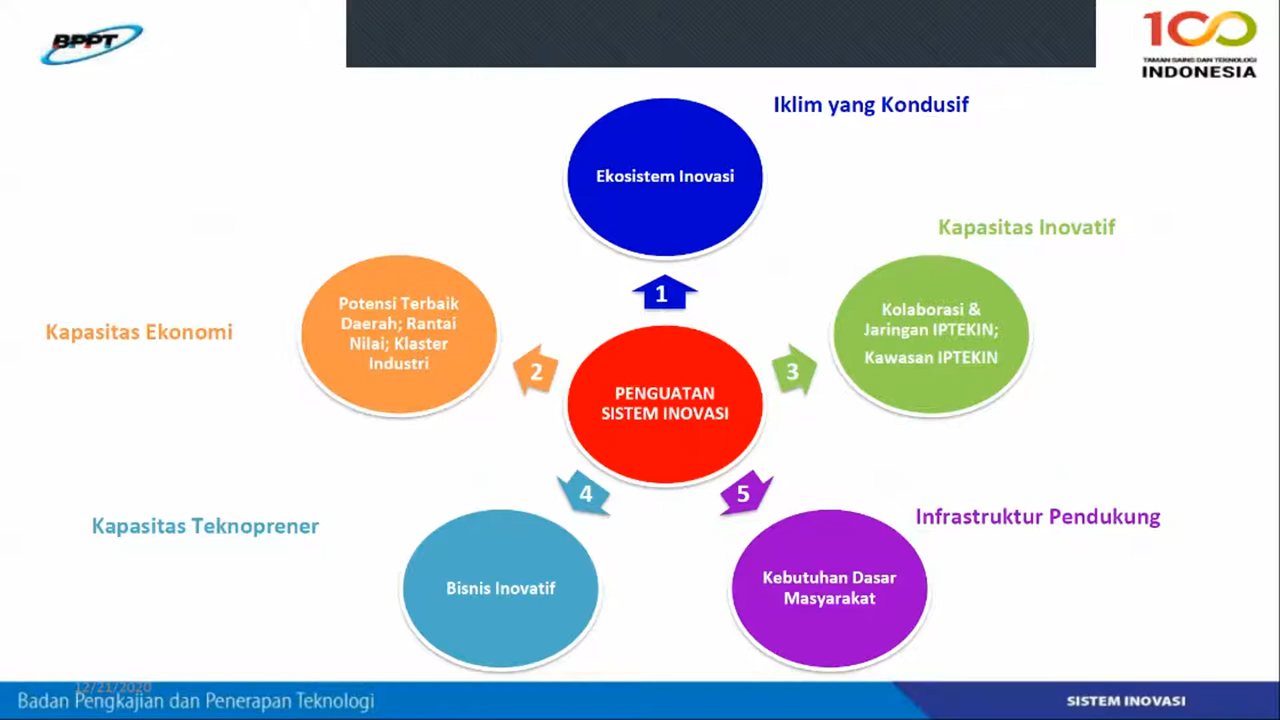 BPPT
100
TAMAN SAINS DAN TEKNOLOGI
INDONESIA
Iklim yang Kondusif
Ekosistem Inovasi
Kapasitas Inovatif
1
Kapasitas Ekonomi
Potensi Terbaik
Daerah; Rantai
Nilai; Klaster
Industri
2
PENGUATAN
SISTEM INOVASI
3
Kolaborasi &
Jaringan IPTEKIN;
Kawasan IPTEKIN
4
5
Kapasitas Teknoprener
Bisnis Inovatif
Infrastruktur Pendukung
Kebutuhan Dasar
Masyarakat
12/21/2020
Badan Pengkajian dan Penerapan Teknologi
SISTEM INOVASI